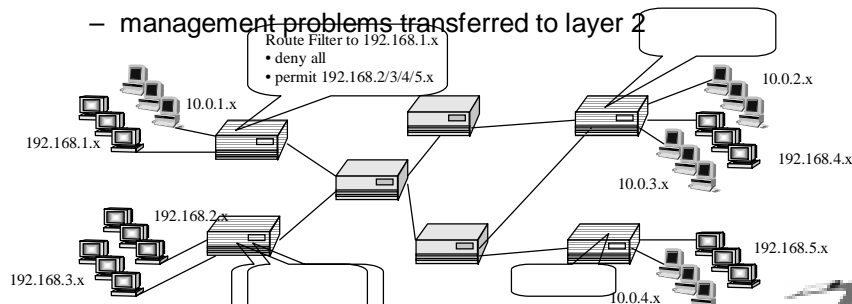 – management problems transferred to layer 2
Route Filter to 192.168.1.x
• deny all
• permit 192.168.2/3/4/5.x
10.0.1.x
10.0.2.x
192.168.1.x
192.168.4.x
10.0.3.x
192.168.2.x
192.168.5.x
192.168.3.x
10.0.4.x